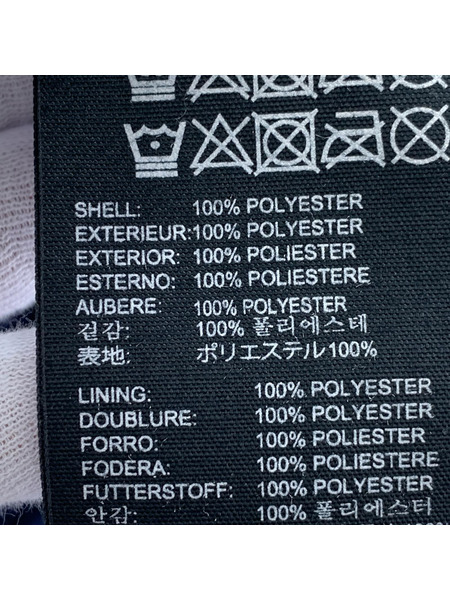 SHELL: 100% POLYESTER
EXTERIEUR: 100% POLYESTER
EXTERIOR: 100% POLIESTER
ESTERNO: 100% POLIESTERE
AUBERE: 100% POLYESTER
겉감: 100% 폴리에스테
表地: ポリエステル100%
LINING: 100% POLYESTER
DOUBLURE: 100% POLYESTER
FORRO: 100% POLIESTER
FODERA: 100% POLIESTERE
FUTTERSTOFF: 100% POLYESTER
안감: 100% 폴리에스터
100%